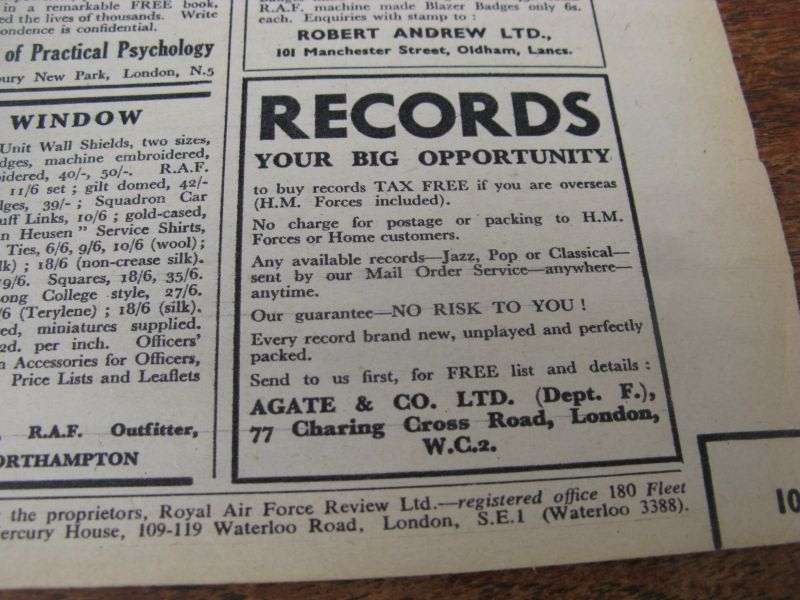 in a remarkable FREE book,
ed the lives of thousands. Write
ondence is confidential.
of Practical Psychology
bury New Park, London, N.5
WINDOW
Unit Wall Shields, two sizes,
dges, machine embroidered,
oidered, 40/-, 50/-. R.A.F.
11/6 set ; gilt domed, 42/-
dges, 39/- ; Squadron Car
uff Links, 10/6 ; gold-cased,
n Heusen " Service Shirts,
Ties, 6/6, 9/6, 10/6 (wool) ;
lk) ; 18/6 (non-crease silk).
19/6. Squares, 18/6, 35/6.
ong College style, 27/6.
/6 (Terylene) ; 18/6 (silk).
ed, miniatures supplied.
2d. per inch. Officers'
n Accessories for Officers,
Price Lists and Leaflets
R.A.F. Outfitter,
ORTHAMPTON
R.A.F. machine made Blazer Badges only 6s.
each. Enquiries with stamp to :
ROBERT ANDREW LTD.,
101 Manchester Street, Oldham, Lancs.
RECORDS
YOUR BIG OPPORTUNITY
to buy records TAX FREE if you are overseas
(H.M. Forces included).
No charge for postage or packing to H.M.
Forces or Home customers.
Any available records—Jazz, Pop or Classical—
sent by our Mail Order Service—anywhere—
anytime.
Our guarantee—NO RISK TO YOU !
Every record brand new, unplayed and perfectly
packed.
Send to us first, for FREE list and details :
AGATE & CO. LTD. (Dept. F.),
77 Charing Cross Road, London,
W.C.2.
the proprietors, Royal Air Force Review Ltd.—registered office 180 Fleet
ercury House, 109-119 Waterloo Road, London, S.E.1 (Waterloo 3388).
10